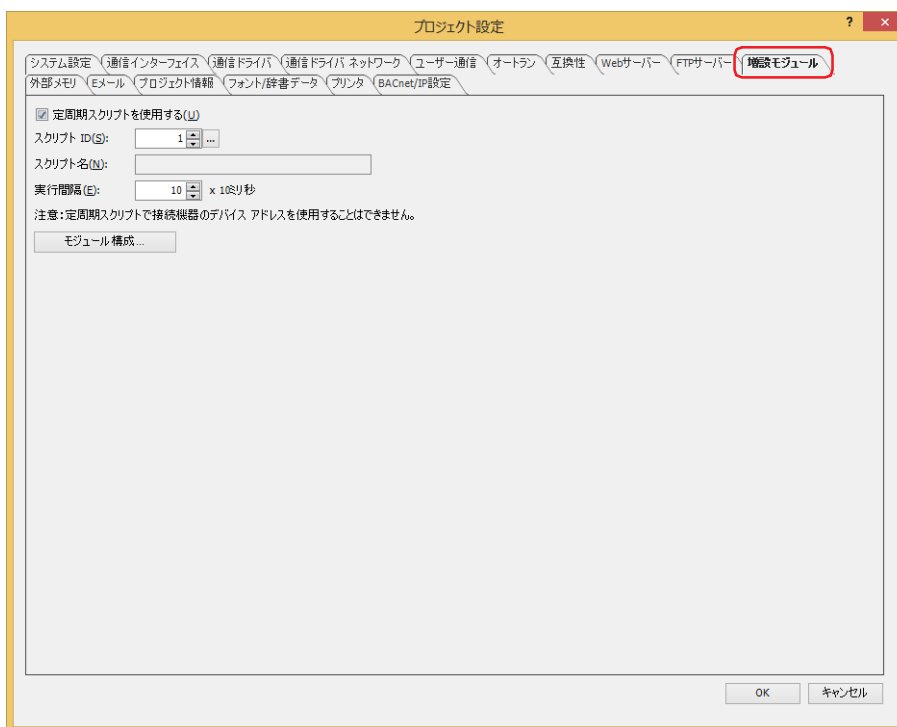 プロジェクト設定
? ×
システム設定 通信インターフェイス 通信ドライバ 通信ドライバ ネットワーク ユーザー通信 オートラン 互換性 Webサーバー FTPサーバー 増設モジュール
外部メモリ Eメール プロジェクト情報 フォント/辞書データ プリンタ BACnet/IP設定
定周期スクリプトを使用する(U)
スクリプト ID(S): 1 ...
スクリプト名(N):
実行間隔(E): 10 x 10ミリ秒
注意:定周期スクリプトで接続機器のデバイス アドレスを使用することはできません。
モジュール構成...
OK キャンセル